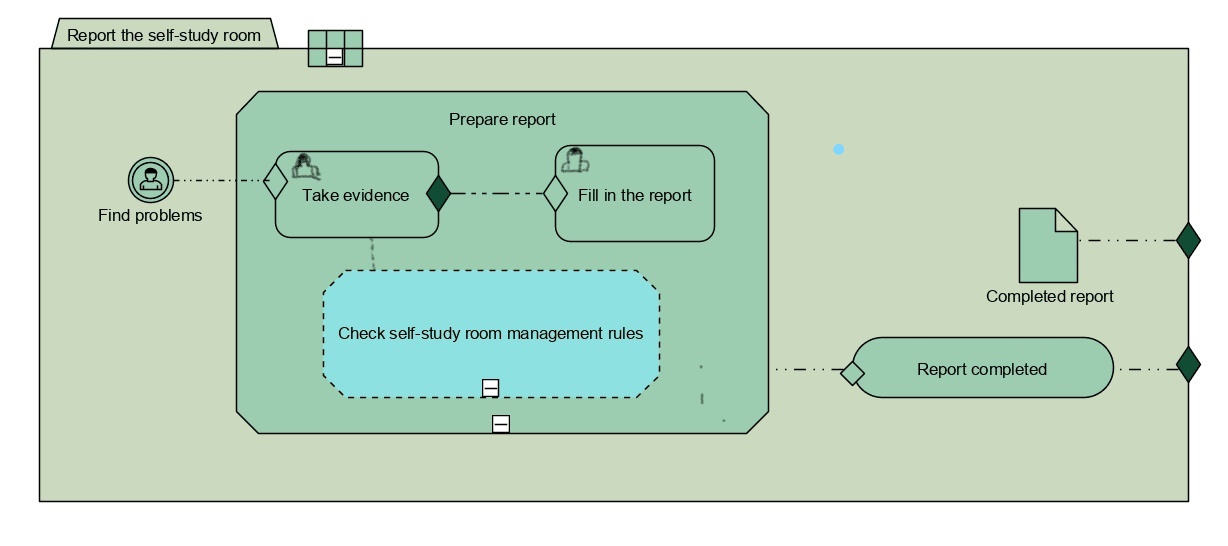 Report the self-study room
Prepare report
Take evidence
Fill in the report
Find problems
Completed report
Check self-study room management rules
Report completed